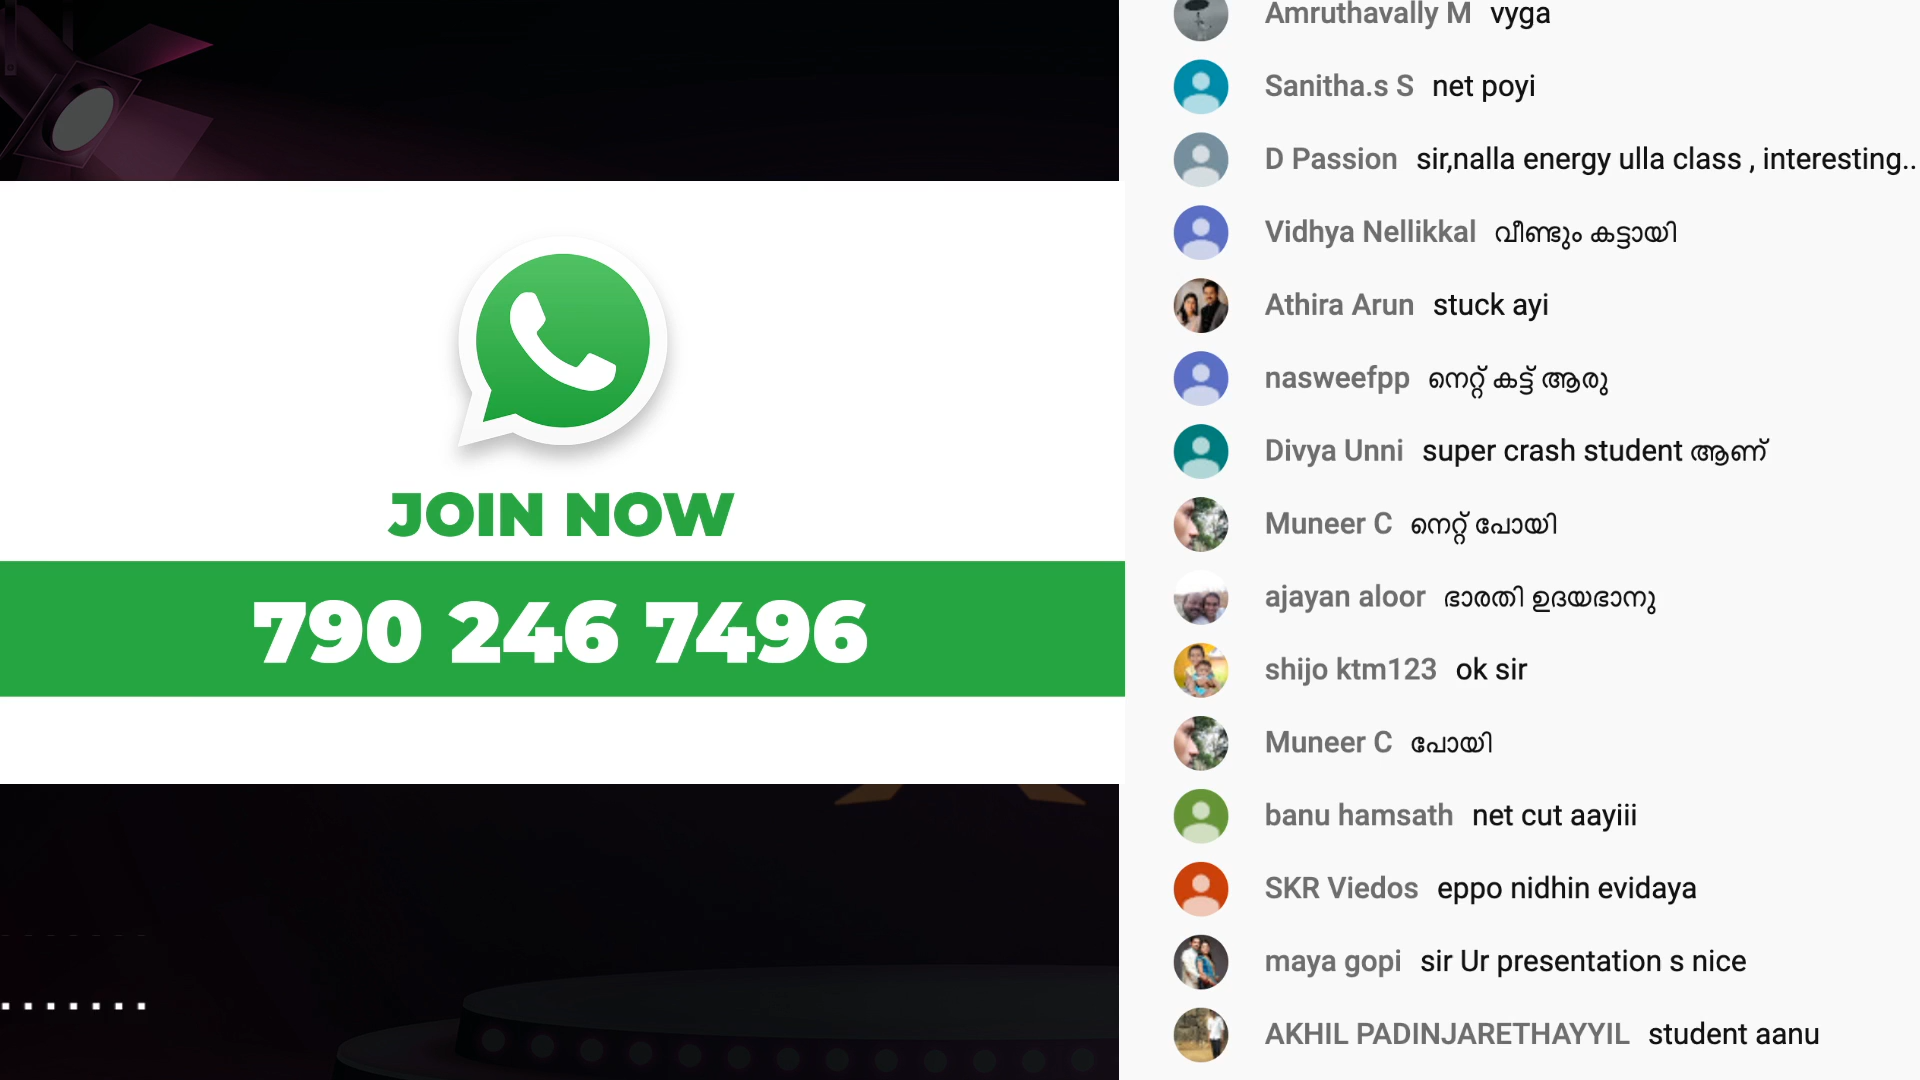 JOIN NOW
790 246 7496
Amruthavally M vyga
Sanitha.s S net poyi
D Passion sir,nalla energy ulla class , interesting..
Vidhya Nellikkal വീണ്ടും കട്ടായി
Athira Arun stuck ayi
nasweefpp നെറ്റ് കട്ട് ആരു
Divya Unni super crash student ആണ്
Muneer C നെറ്റ് പോയി
ajayan aloor ഭാരതി ഉദയഭാനു
shijo ktm123 ok sir
Muneer C പോയി
banu hamsath net cut aayiii
SKR Viedos eppo nidhin evidaya
maya gopi sir Ur presentation s nice
AKHIL PADINJARETHAYYIL student aanu